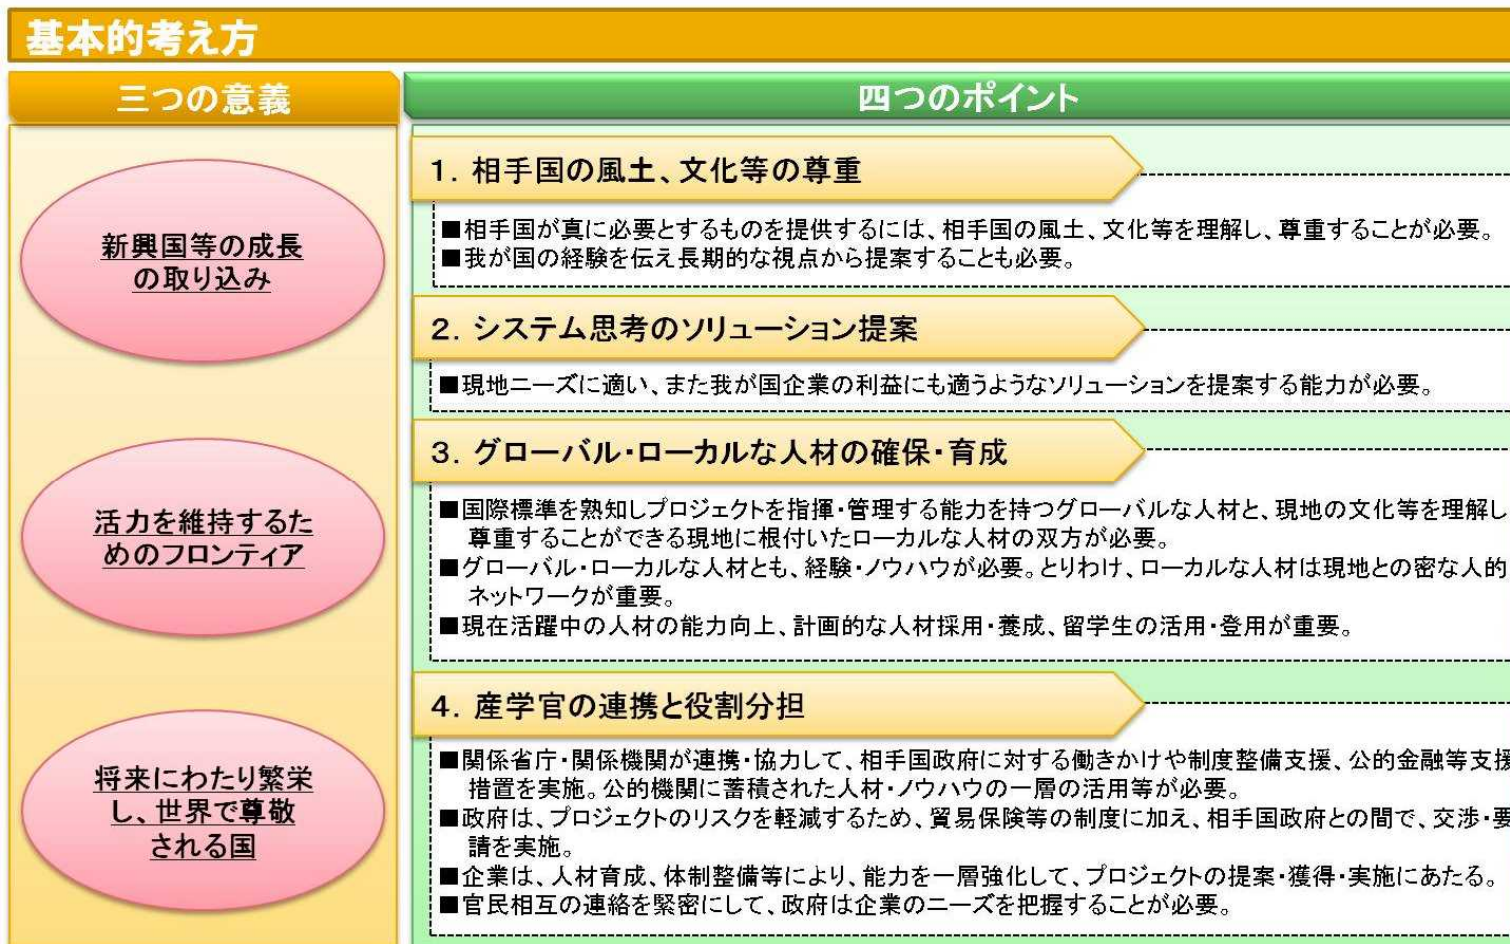 基本的考え方
三つの意義
新興国等の成長
の取り込み
活力を維持するた
めのフロンティア
将来にわたり繁栄
し、世界で尊敬
される国
四つのポイント
1. 相手国の風土、文化等の尊重
■相手国が真に必要とするものを提供するには、相手国の風土、文化等を理解し、尊重することが必要。
■我が国の経験を伝え長期的な視点から提案することも必要。
2. システム思考のソリューション提案
■現地ニーズに適い、また我が国企業の利益にも適うようなソリューションを提案する能力が必要。
3. グローバル・ローカルな人材の確保・育成
■国際標準を熟知しプロジェクトを指揮・管理する能力を持つグローバルな人材と、現地の文化等を理解し
尊重することができる現地に根付いたローカルな人材の双方が必要。
■グローバル・ローカルな人材とも、経験・ノウハウが必要。とりわけ、ローカルな人材は現地との密な人的
ネットワークが重要。
■現在活躍中の人材の能力向上、計画的な人材採用・養成、留学生の活用・登用が重要。
4. 産学官の連携と役割分担
■関係省庁・関係機関が連携・協力して、相手国政府に対する働きかけや制度整備支援、公的金融等支援
措置を実施。公的機関に蓄積された人材・ノウハウの一層の活用等が必要。
■政府は、プロジェクトのリスクを軽減するため、貿易保険等の制度に加え、相手国政府との間で、交渉・要
請を実施。
■企業は、人材育成、体制整備等により、能力を一層強化して、プロジェクトの提案・獲得・実施にあたる。
■官民相互の連絡を緊密にして、政府は企業のニーズを把握することが必要。